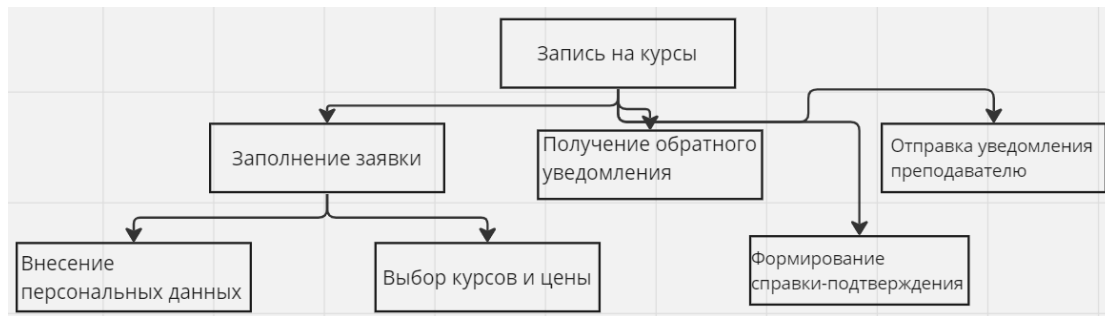 Запись на курсы
Заполнение заявки
Получение обратного
уведомления
Отправка уведомления
преподавателю
Внесение
персональных данных
Выбор курсов и цены
Формирование
справки-подтверждения